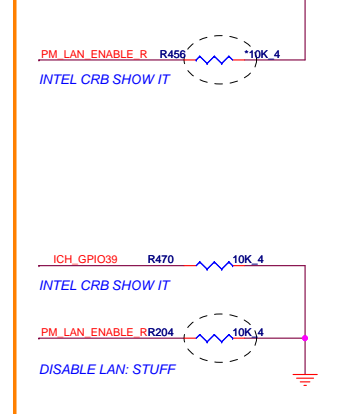 PM_LAN_ENABLE_R R456 *10K_4
INTEL CRB SHOW IT
ICH_GPIO39 R470 10K_4
INTEL CRB SHOW IT
PM_LAN_ENABLE_R R204 10K_4
DISABLE LAN: STUFF